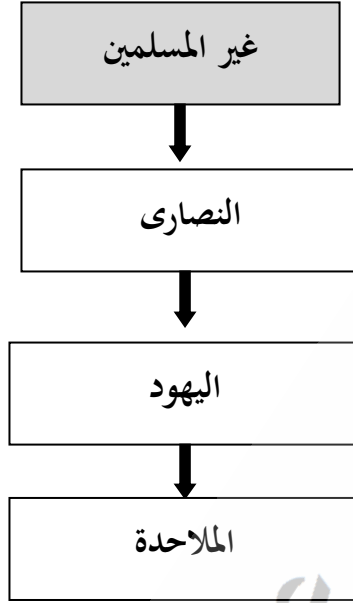 غير المسلمين
النصارى
اليهود
الملاحدة